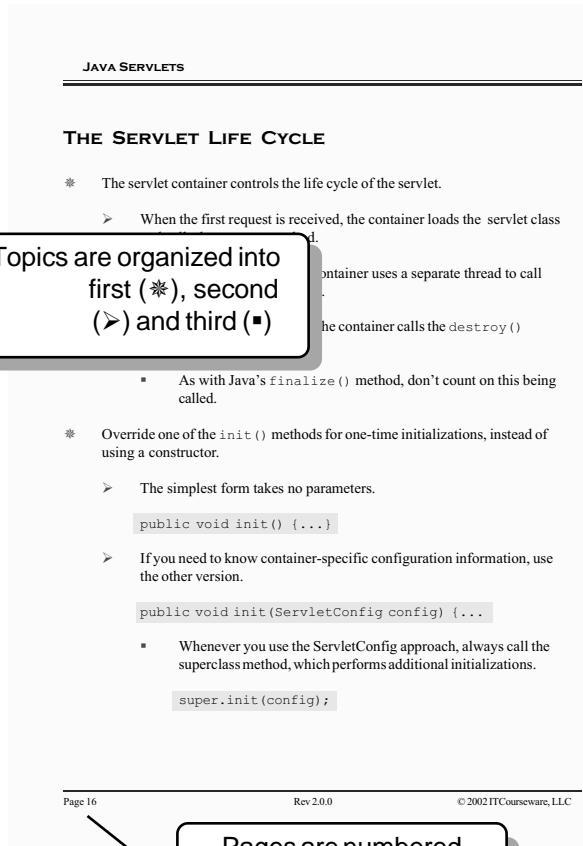 JAVA SERVLETS
THE SERVLET LIFE CYCLE
❋ The servlet container controls the life cycle of the servlet.
➢ When the first request is received, the container loads the servlet class
d.
Topics are organized into
first (❋), second
(➢) and third (▪)
ontainer uses a separate thread to call
.
he container calls the destroy()
▪ As with Java's finalize() method, don't count on this being
called.
❋ Override one of the init() methods for one-time initializations, instead of
using a constructor.
➢ The simplest form takes no parameters.
public void init() {...}
➢ If you need to know container-specific configuration information, use
the other version.
public void init(ServletConfig config) {...
▪ Whenever you use the ServletConfig approach, always call the
superclass method, which performs additional initializations.
super.init(config);
Page 16 Rev 2.0.0 © 2002 ITCourseware, LLC
Pages are numbered